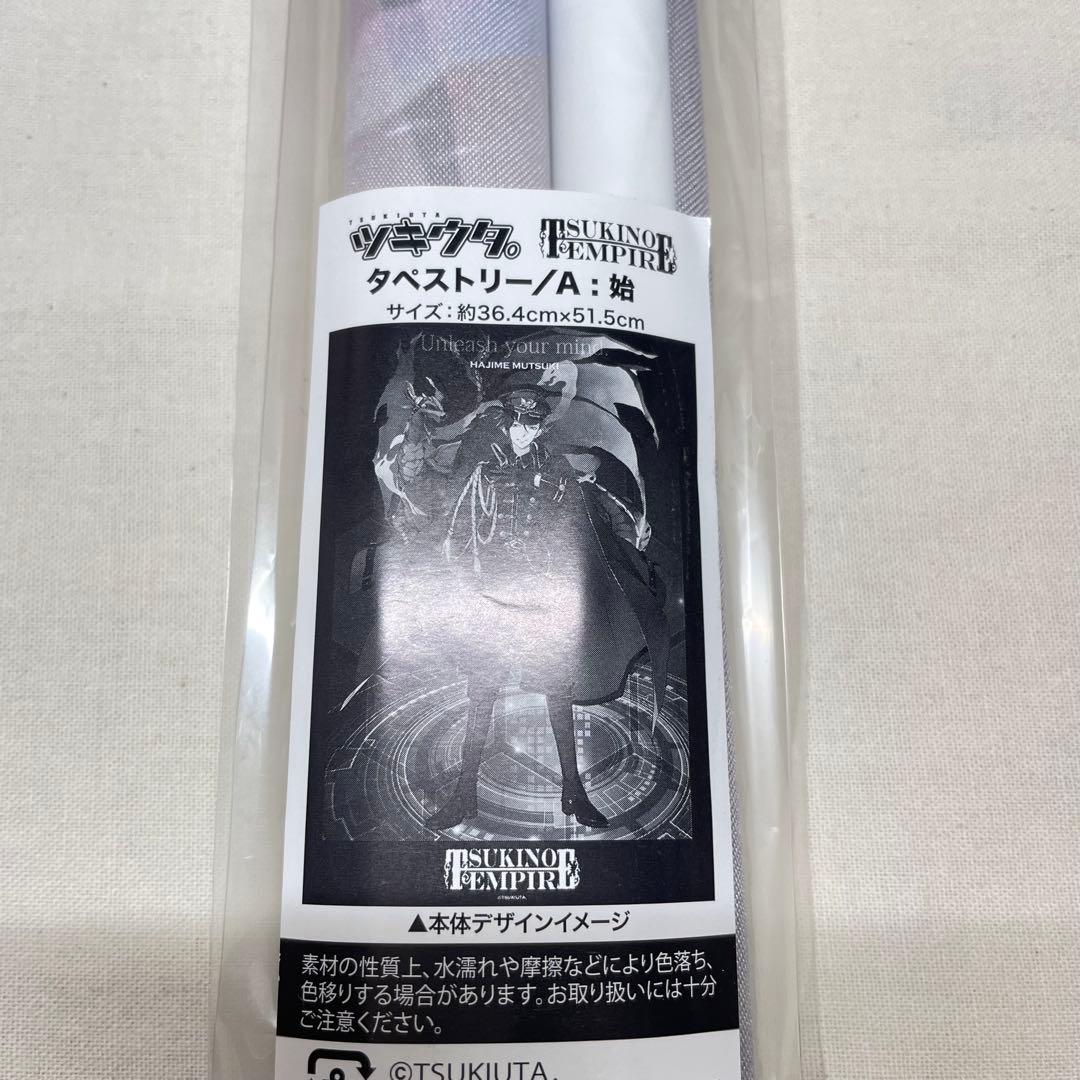 TSUKIUTA
ツキウタ。
TSUKINO EMPIRE
タペストリー/A：始
サイズ：約36.4cm×51.5cm
Unleash your mind.
HAJIME MUTSUKI
TSUKINO
EMPIRE
©TSUKIUTA.
▲本体デザインイメージ
素材の性質上、水濡れや摩擦などにより色落ち、
色移りする場合があります。お取り扱いには十分
ご注意ください。
©TSUKIUTA.